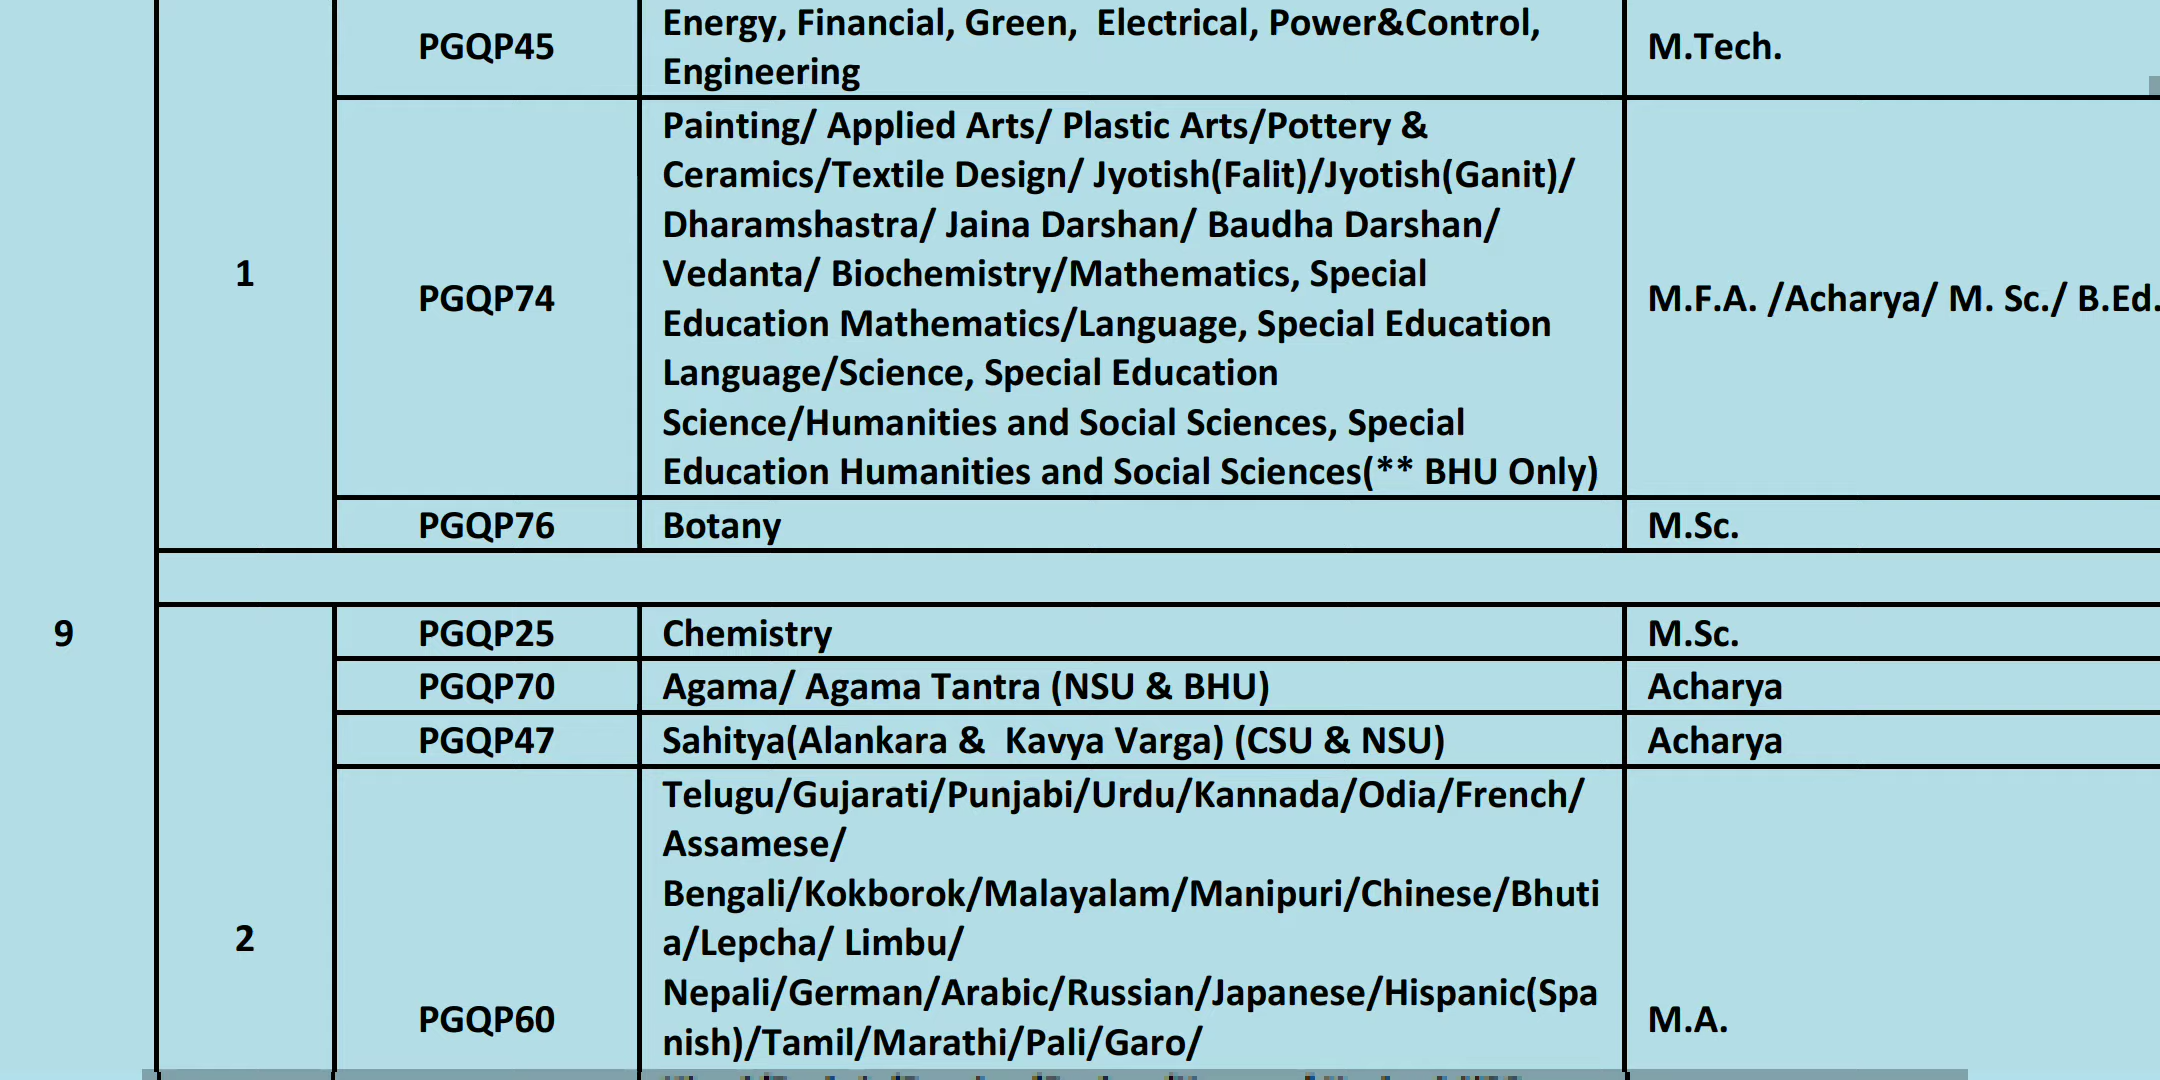 PGQP45
Energy, Financial, Green,  Electrical, Power&Control,
Engineering
M.Tech.
1
PGQP74
Painting/ Applied Arts/ Plastic Arts/Pottery &
Ceramics/Textile Design/ Jyotish(Falit)/Jyotish(Ganit)/
Dharamshastra/ Jaina Darshan/ Baudha Darshan/
Vedanta/ Biochemistry/Mathematics, Special
Education Mathematics/Language, Special Education
Language/Science, Special Education
Science/Humanities and Social Sciences, Special
Education Humanities and Social Sciences(** BHU Only)
M.F.A. /Acharya/ M. Sc./ B.Ed.
PGQP76
Botany
M.Sc.
9
2
PGQP25
Chemistry
M.Sc.
PGQP70
Agama/ Agama Tantra (NSU & BHU)
Acharya
PGQP47
Sahitya(Alankara &  Kavya Varga) (CSU & NSU)
Acharya
PGQP60
Telugu/Gujarati/Punjabi/Urdu/Kannada/Odia/French/
Assamese/
Bengali/Kokborok/Malayalam/Manipuri/Chinese/Bhuti
a/Lepcha/ Limbu/
Nepali/German/Arabic/Russian/Japanese/Hispanic(Spa
nish)/Tamil/Marathi/Pali/Garo/
M.A.